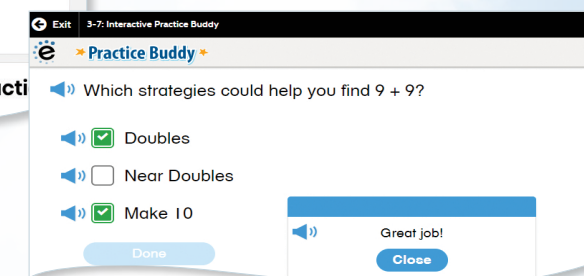 Exit 3-7: Interactive Practice Buddy
e Practice Buddy
cti
Which strategies could help you find 9 + 9?
Doubles
Near Doubles
Make 10
Great job!
Done
Close